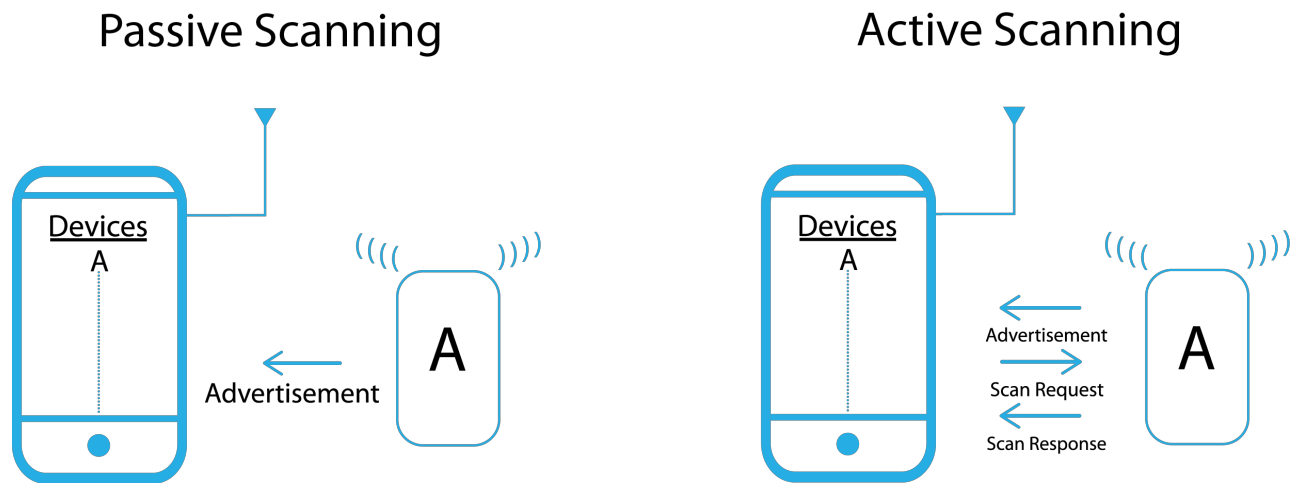 Passive Scanning
Devices
A
Advertisement
A
Active Scanning
Devices
A
Advertisement
Scan Request
Scan Response
A